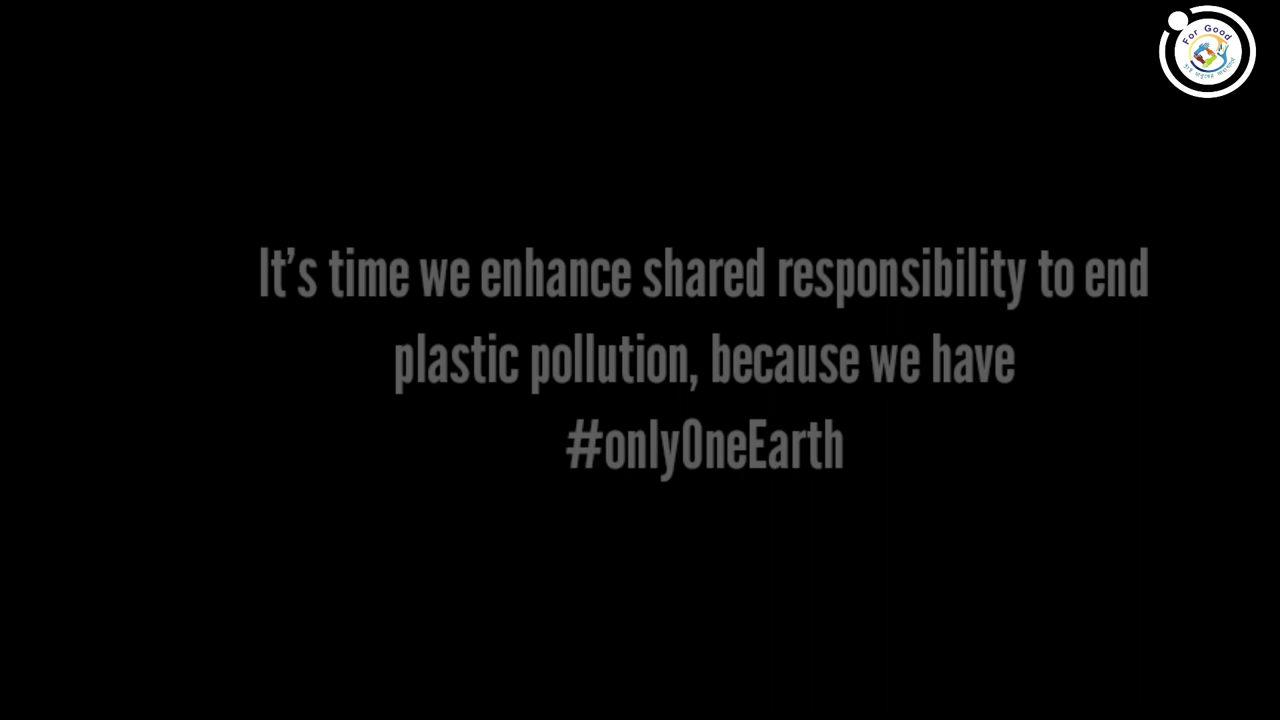 For Good
It’s time we enhance shared responsibility to end
plastic pollution, because we have
#onlyOneEarth